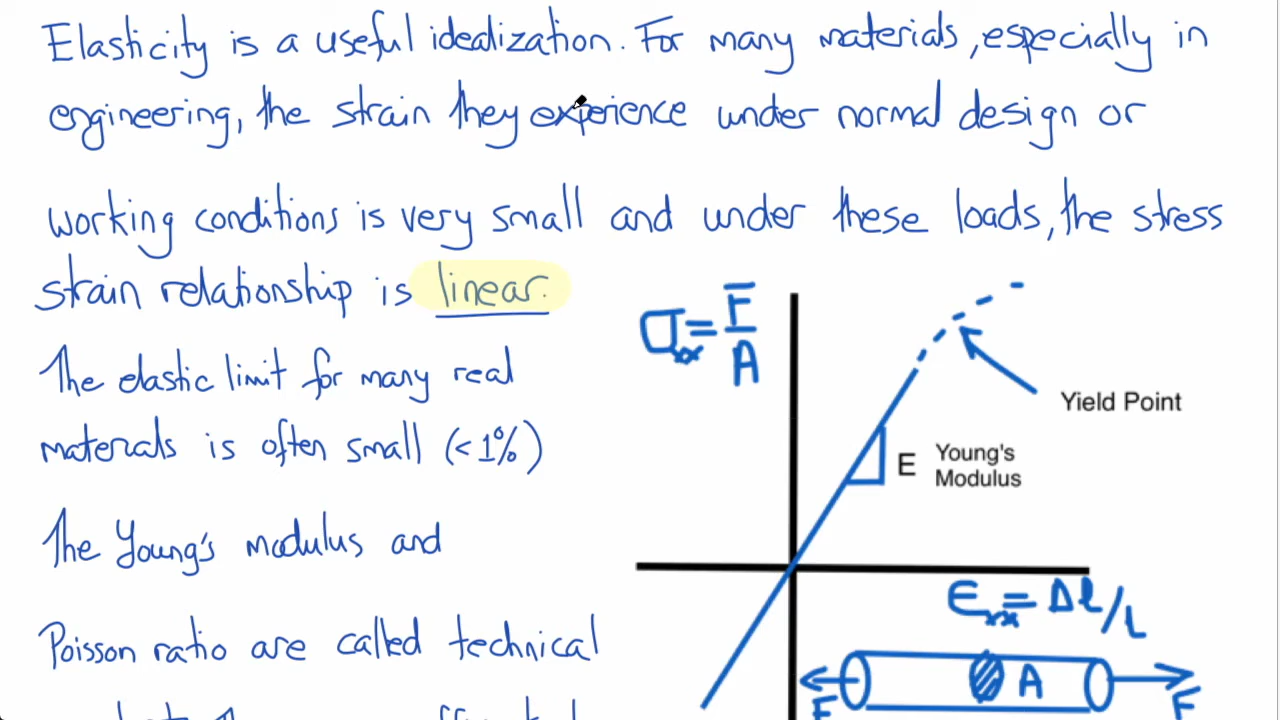 Elasticity is a useful idealization. For many materials, especially in
engineering, the strain they experience under normal design or
working conditions is very small and under these loads, the stress
strain relationship is linear.
The elastic limit for many real
materials is often small (<1%)
The Young's modulus and
Poisson ratio are called technical
σxx = F/A
Yield Point
E Young's
Modulus
Exx = Δl/L
A
F
F